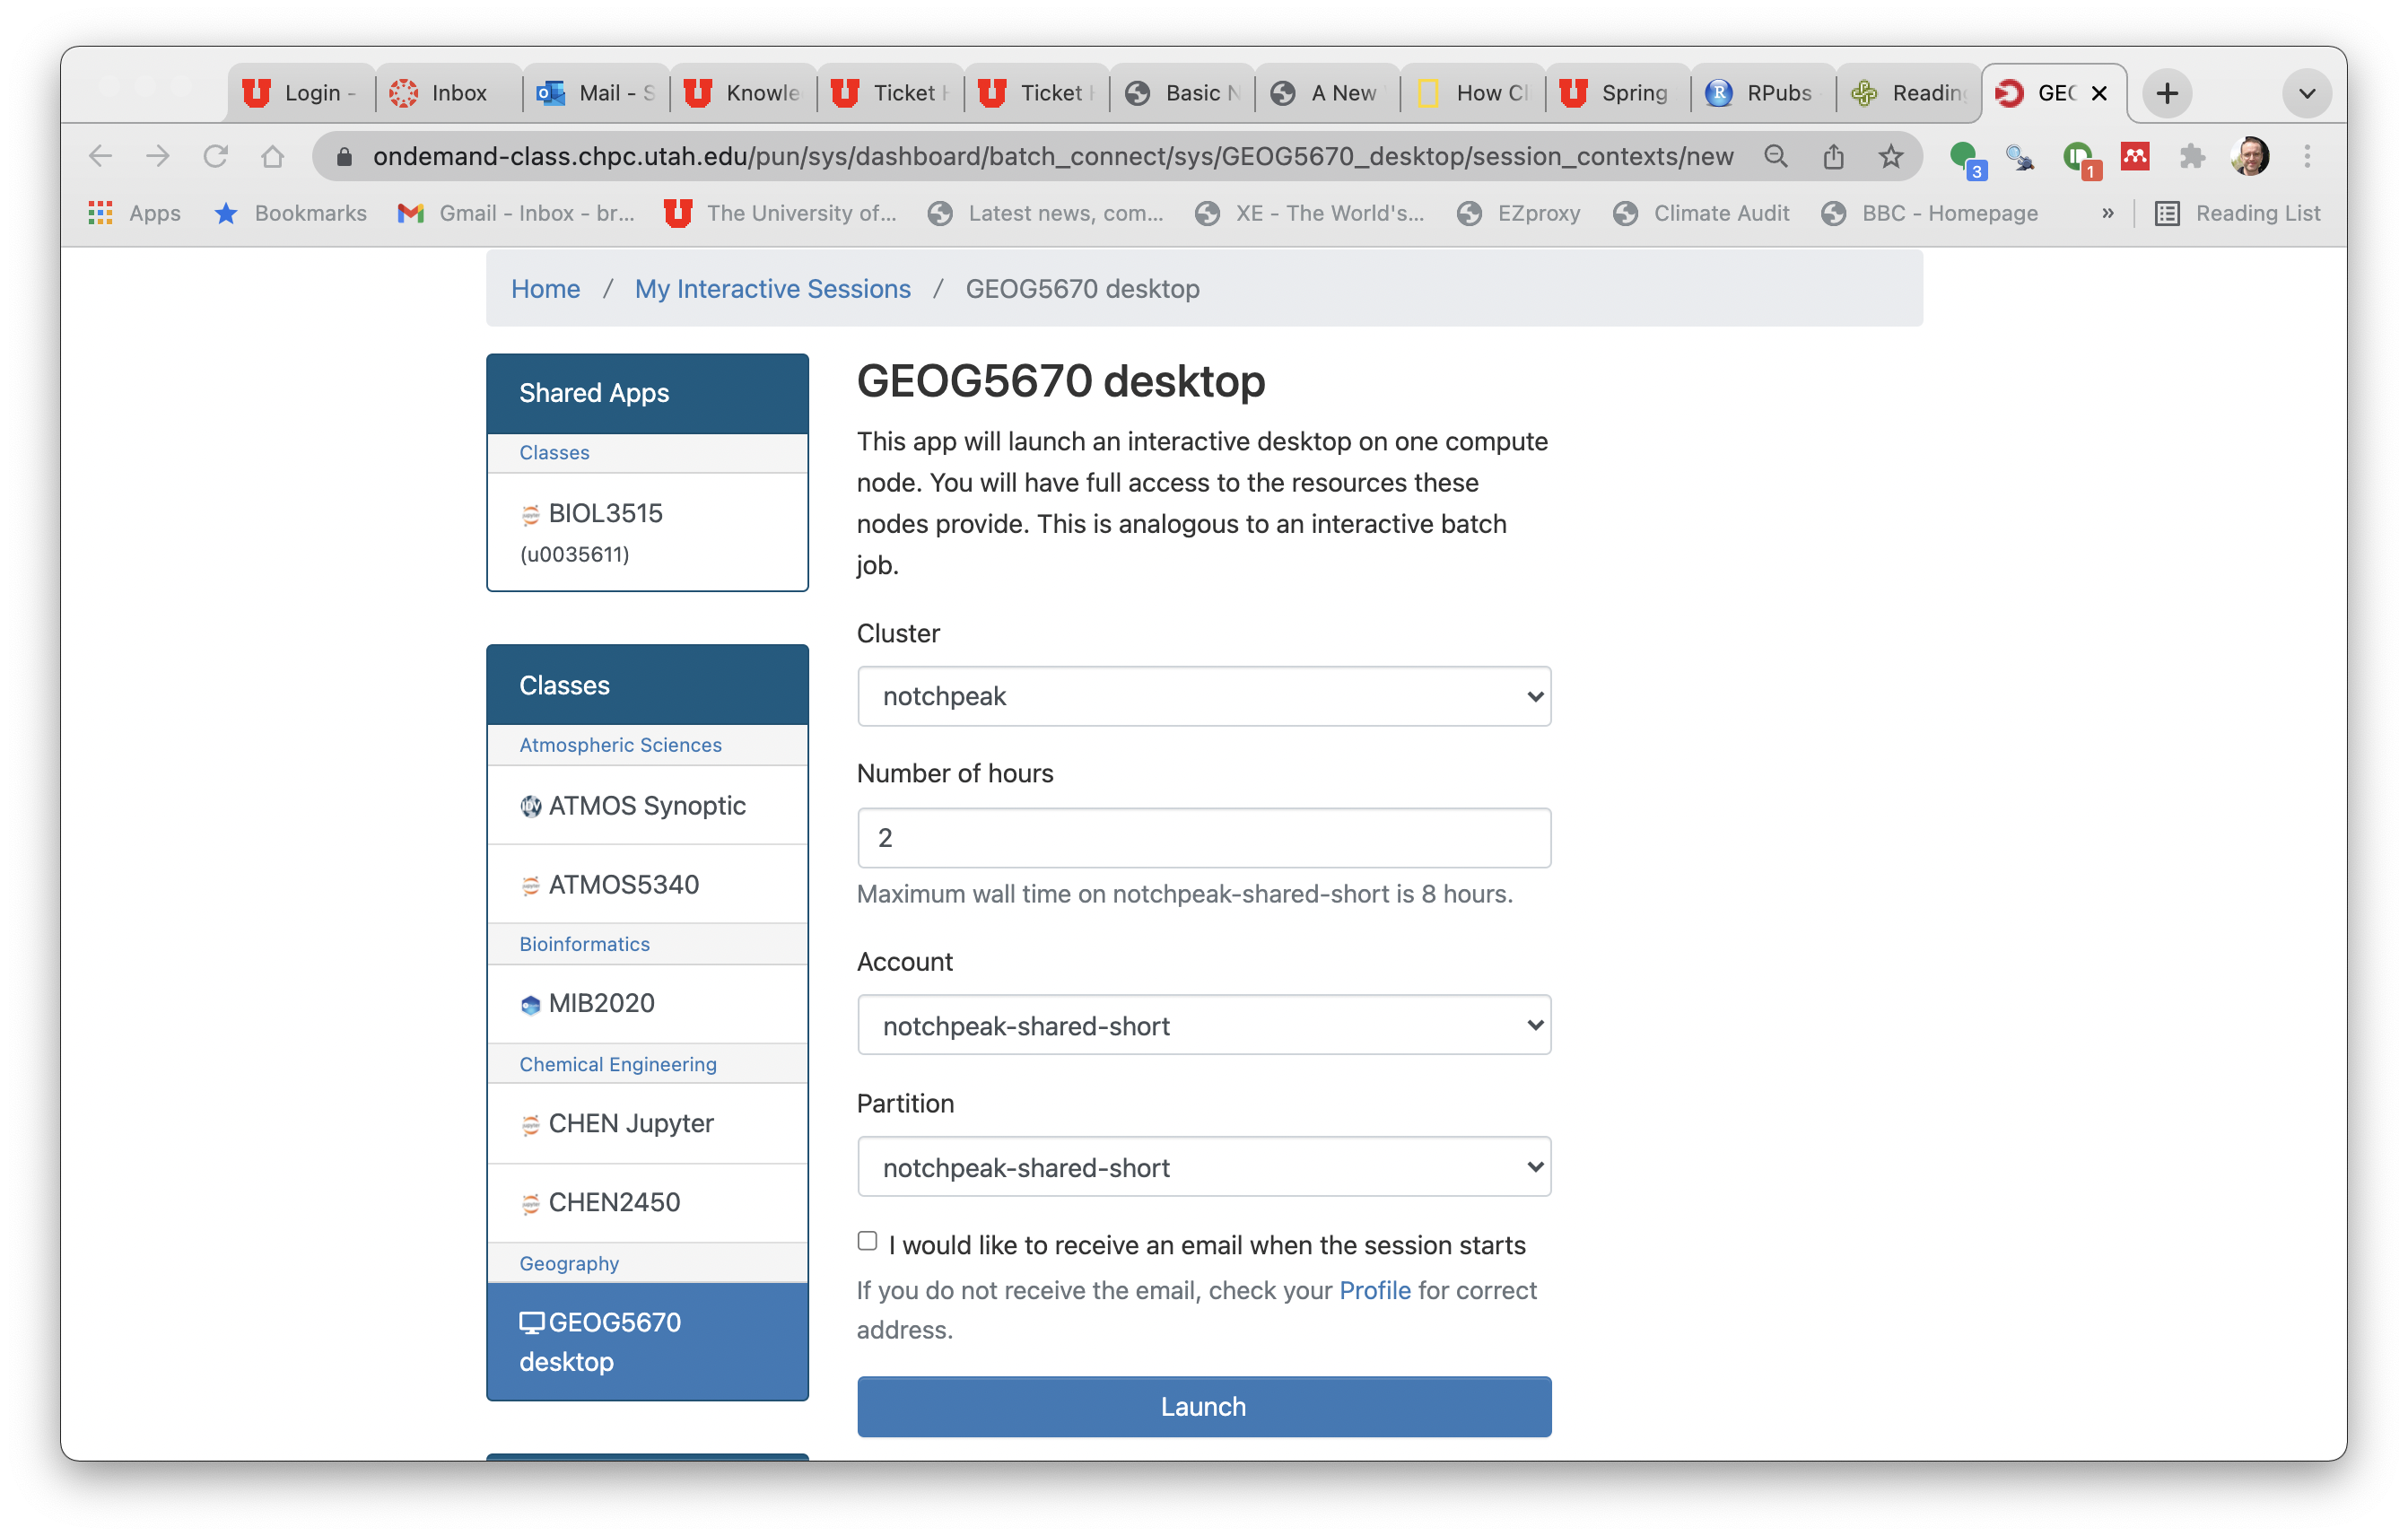 Login -
Inbox
Mail - S
Knowle
Ticket H
Ticket H
Basic N
A New
How Cl
Spring
RPubs
Reading
GEO
ondemand-class.chpc.utah.edu/pun/sys/dashboard/batch_connect/sys/GEOG5670_desktop/session_contexts/new
3
1
Apps
Bookmarks
Gmail - Inbox - br...
The University of...
Latest news, com...
XE - The World's...
EZproxy
Climate Audit
BBC - Homepage
»
Reading List
Home / My Interactive Sessions / GEOG5670 desktop
Shared Apps
Classes
BIOL3515
(u0035611)
Classes
Atmospheric Sciences
ATMOS Synoptic
ATMOS5340
Bioinformatics
MIB2020
Chemical Engineering
CHEN Jupyter
CHEN2450
Geography
GEOG5670
desktop
GEOG5670 desktop
This app will launch an interactive desktop on one compute
node. You will have full access to the resources these
nodes provide. This is analogous to an interactive batch
job.
Cluster
notchpeak
Number of hours
2
Maximum wall time on notchpeak-shared-short is 8 hours.
Account
notchpeak-shared-short
Partition
notchpeak-shared-short
I would like to receive an email when the session starts
If you do not receive the email, check your Profile for correct
address.
Launch